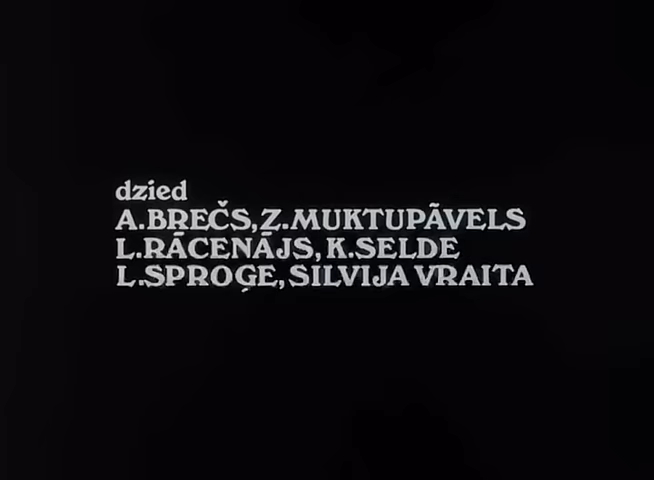 dzied
A.BREČS, Z.MUKTUPĀVELS
L.RĀCENĀJS, K.SELDE
L.SPROĢE, SILVIJA VRAITA